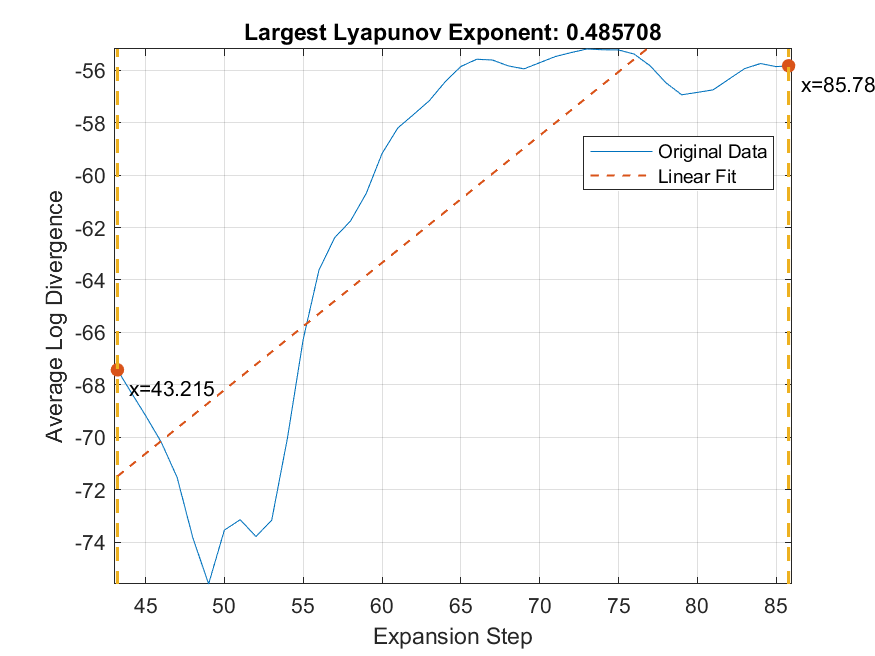 Largest Lyapunov Exponent: 0.485708
-56
x=85.78
-58
Original Data
-60
Linear Fit
-62
-64
-66
-68
x=43.215
-70
-72
-74
Average Log Divergence
45 50 55 60 65 70 75 80 85
Expansion Step